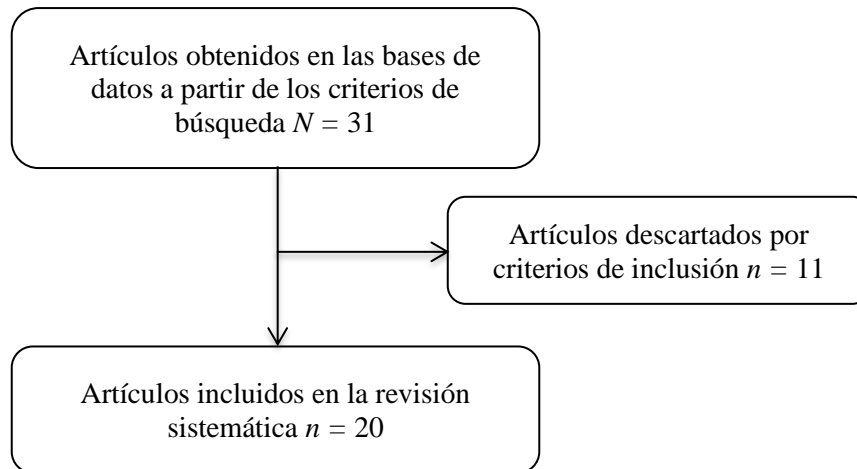 Artículos obtenidos en las bases de
datos a partir de los criterios de
búsqueda N = 31
Artículos descartados por
criterios de inclusión n = 11
Artículos incluidos en la revisión
sistemática n = 20